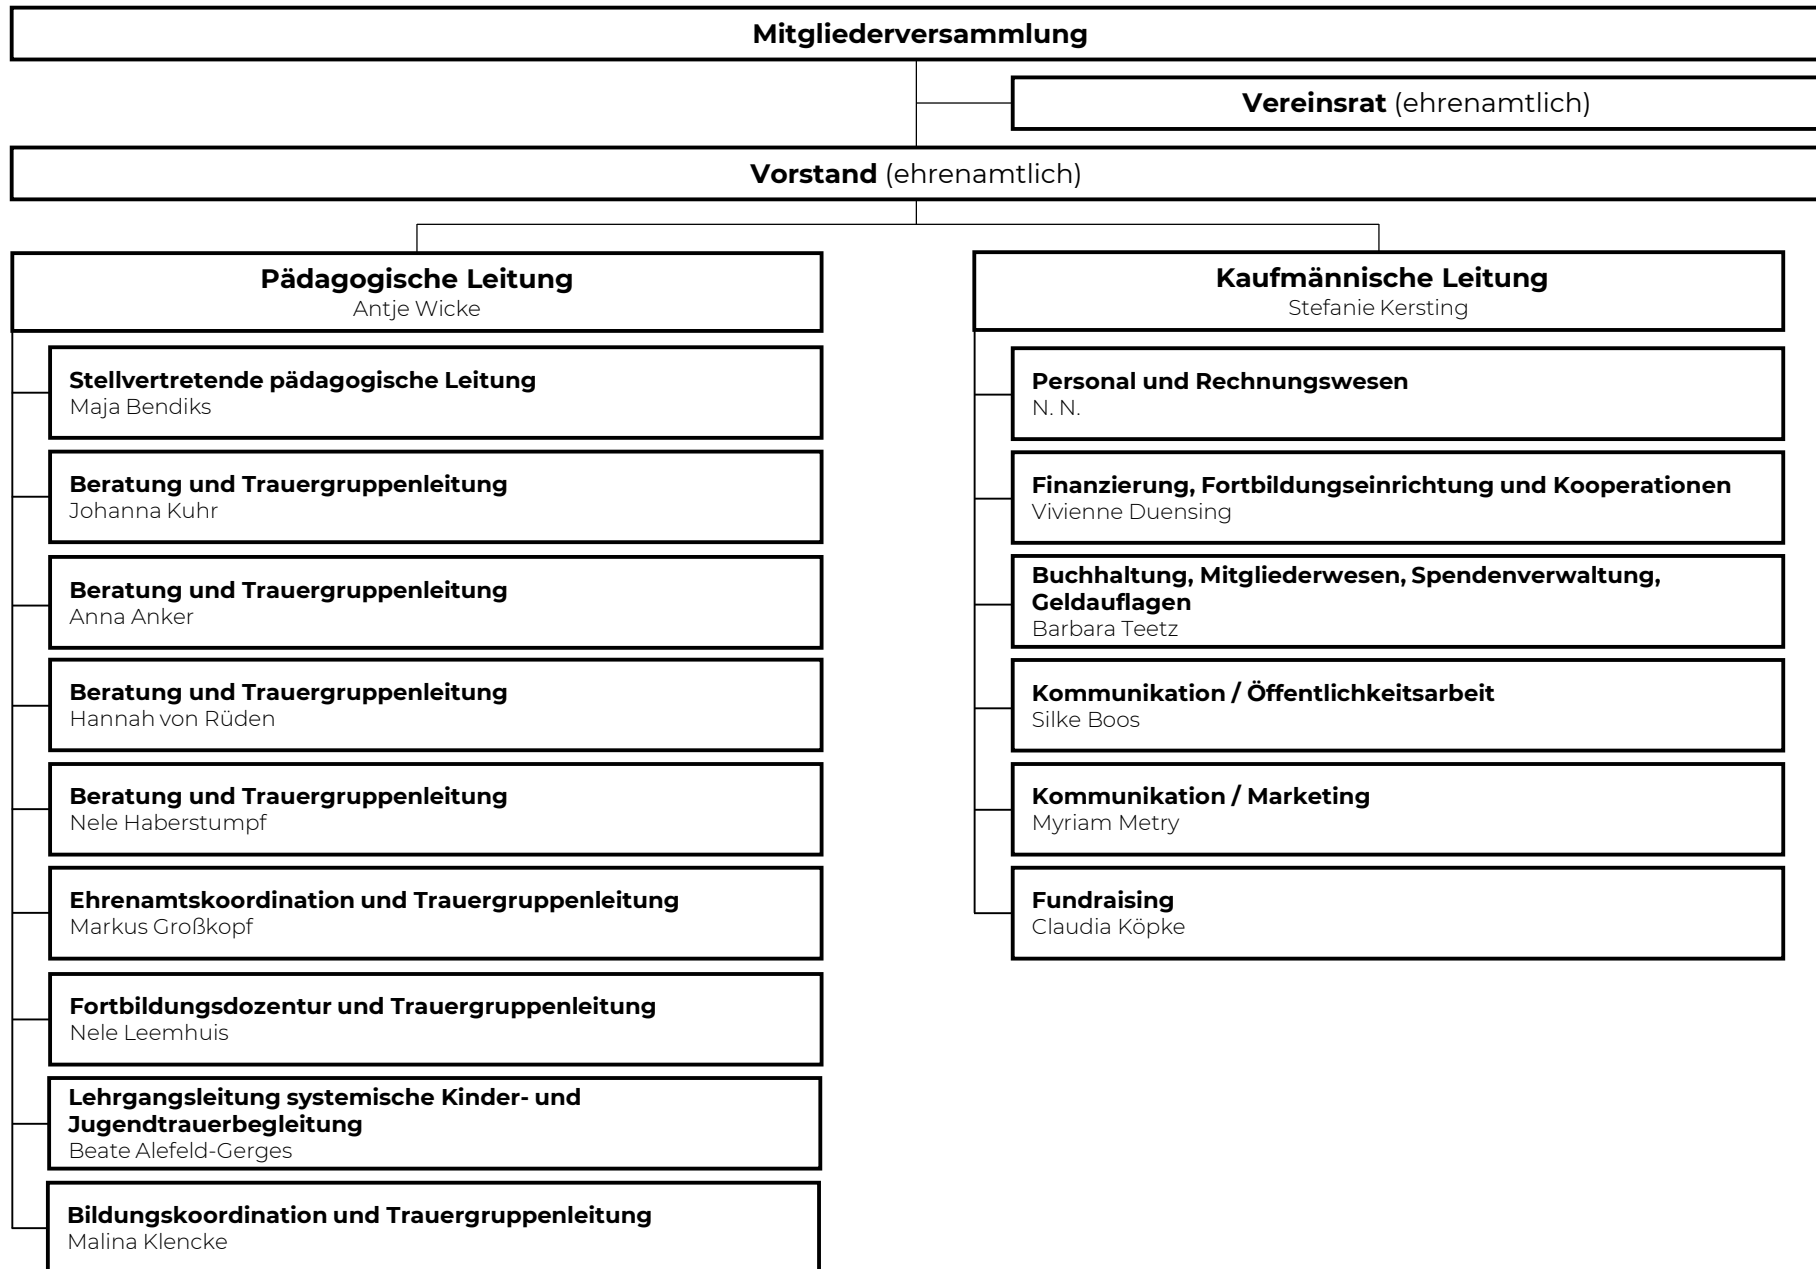 Mitgliederversammlung
Vereinsrat (ehrenamtlich)
Vorstand (ehrenamtlich)
Pädagogische Leitung
Antje Wicke
Stellvertretende pädagogische Leitung
Maja Bendiks
Beratung und Trauergruppenleitung
Johanna Kuhr
Beratung und Trauergruppenleitung
Anna Anker
Beratung und Trauergruppenleitung
Hannah von Rüden
Beratung und Trauergruppenleitung
Nele Haberstumpf
Ehrenamtskoordination und Trauergruppenleitung
Markus Großkopf
Fortbildungsdozentur und Trauergruppenleitung
Nele Leemhuis
Lehrgangsleitung systemische Kinder- und
Jugendtrauerbegleitung
Beate Alefeld-Gerges
Bildungskoordination und Trauergruppenleitung
Malina Klencke
Kaufmännische Leitung
Stefanie Kersting
Personal und Rechnungswesen
N. N.
Finanzierung, Fortbildungseinrichtung und Kooperationen
Vivienne Duensing
Buchhaltung, Mitgliederwesen, Spendenverwaltung,
Geldauflagen
Barbara Teetz
Kommunikation / Öffentlichkeitsarbeit
Silke Boos
Kommunikation / Marketing
Myriam Metry
Fundraising
Claudia Köpke